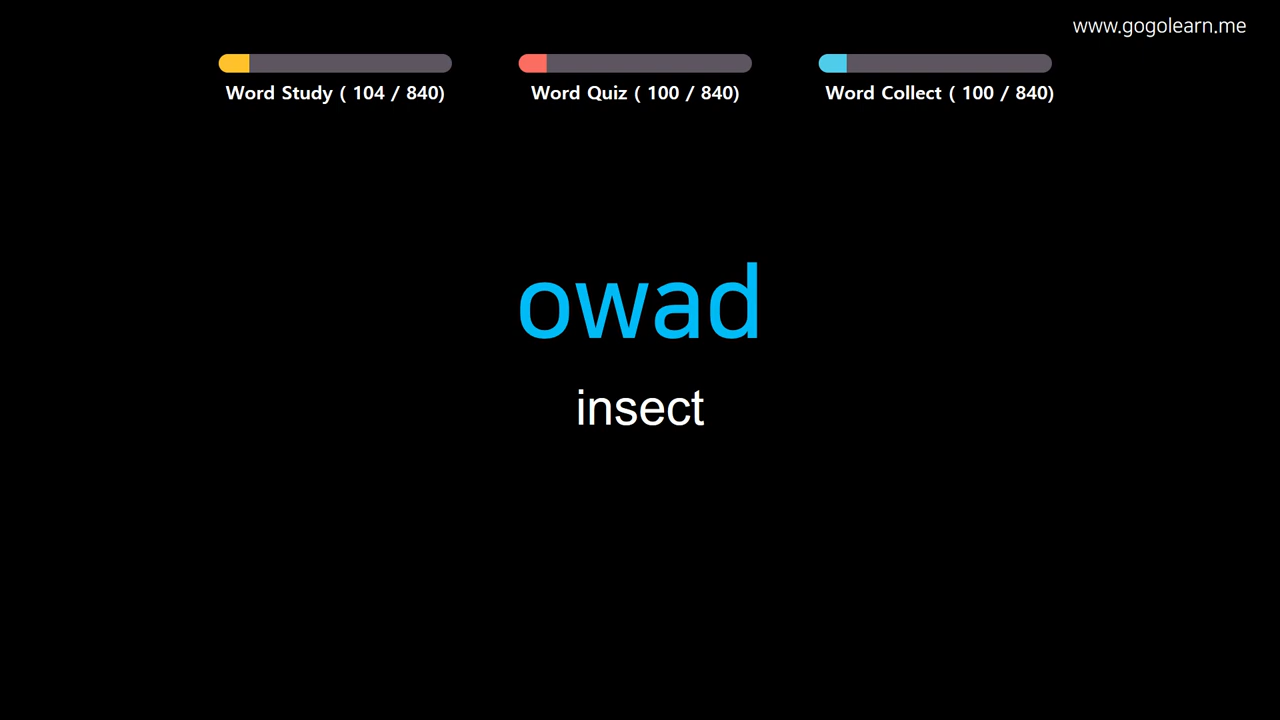 www.gogolearn.me
Word Study ( 104 / 840)
Word Quiz ( 100 / 840)
Word Collect ( 100 / 840)
owad
insect